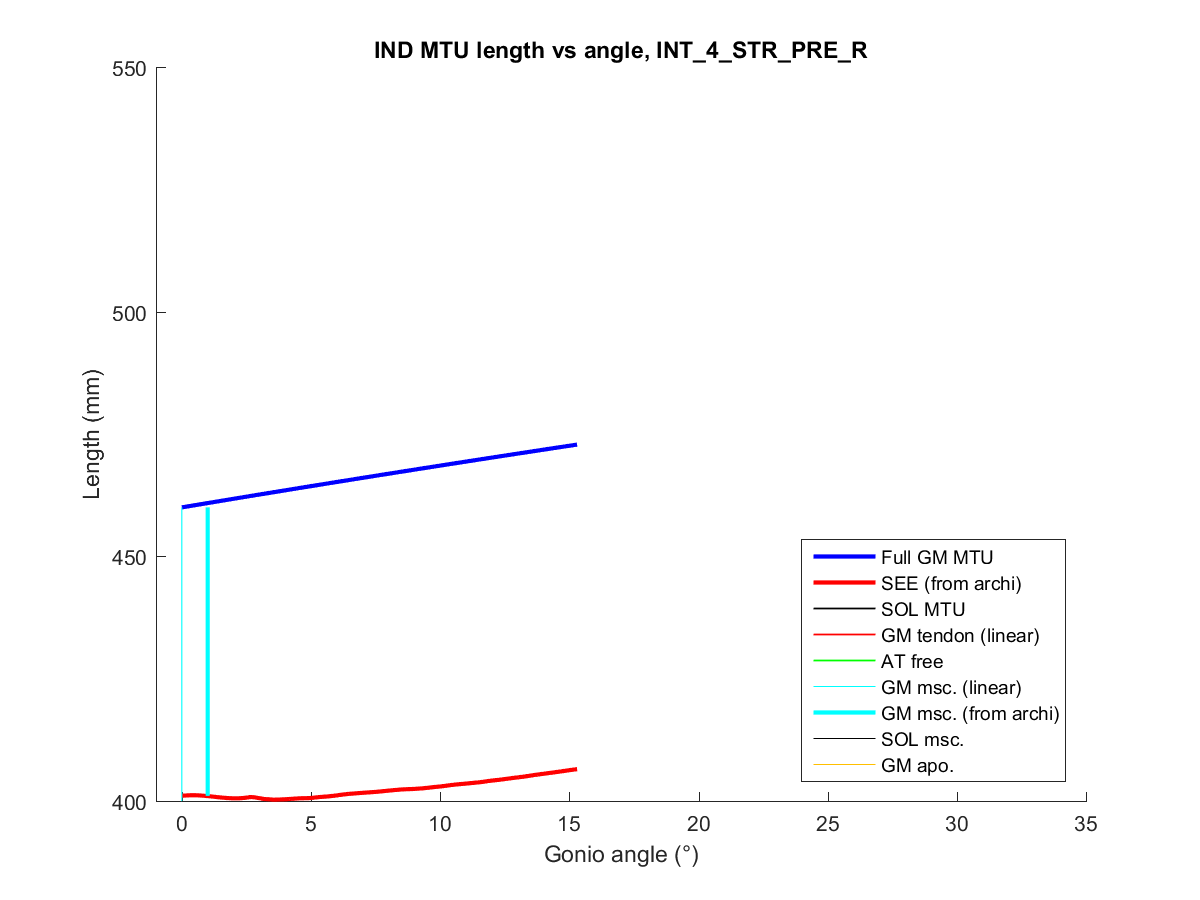 IND MTU length vs angle, INT_4_STR_PRE_R
550
500
450
400
Length (mm)
0 5 10 15 20 25 30 35
Gonio angle (°)
Full GM MTU
SEE (from archi)
SOL MTU
GM tendon (linear)
AT free
GM msc. (linear)
GM msc. (from archi)
SOL msc.
GM apo.